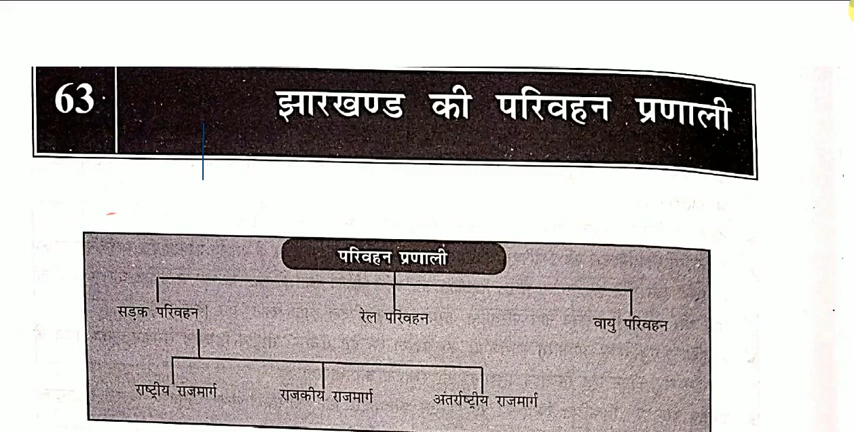 63
झारखण्ड की परिवहन प्रणाली
परिवहन प्रणाली
सड़क परिवहन
रेल परिवहन
वायु परिवहन
राष्ट्रीय राजमार्ग
राजकीय राजमार्ग
अंतर्राष्ट्रीय राजमार्ग